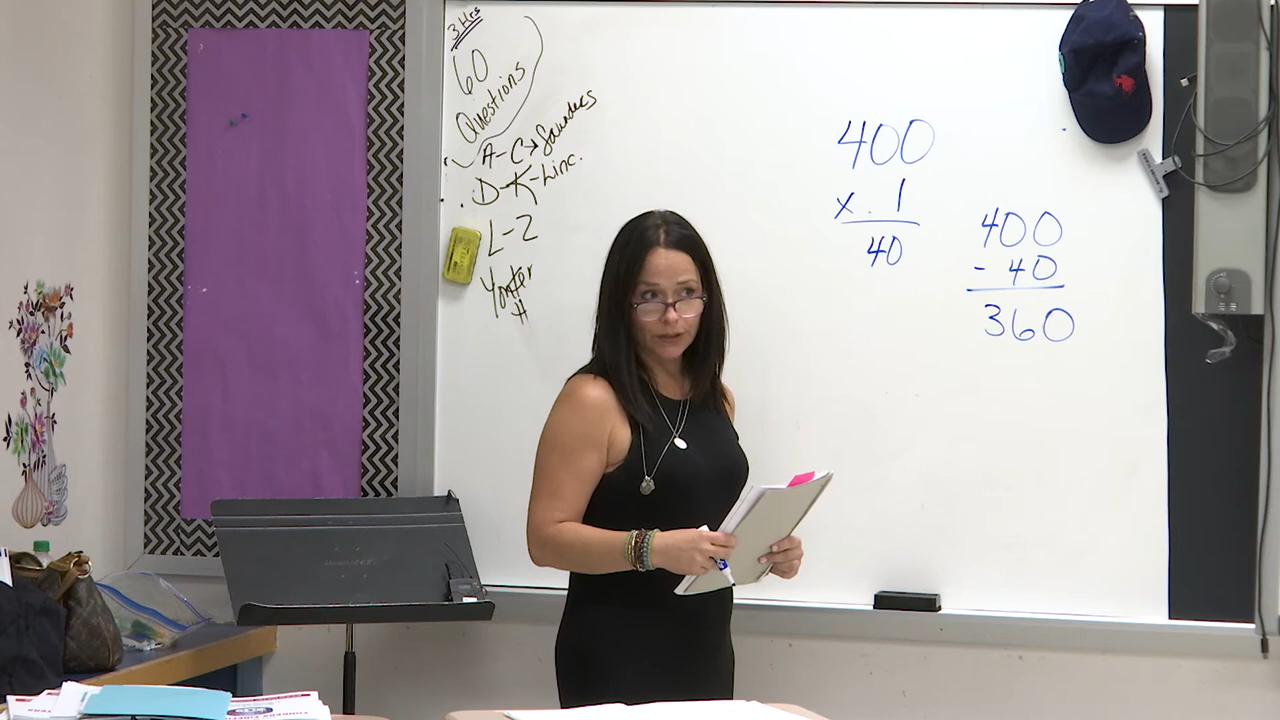 3 Hrs
60
Questions
A-C→Saunders
D-K-Linc.
L-Z
Yonker
#
400
x .1
40
400
- 40
360